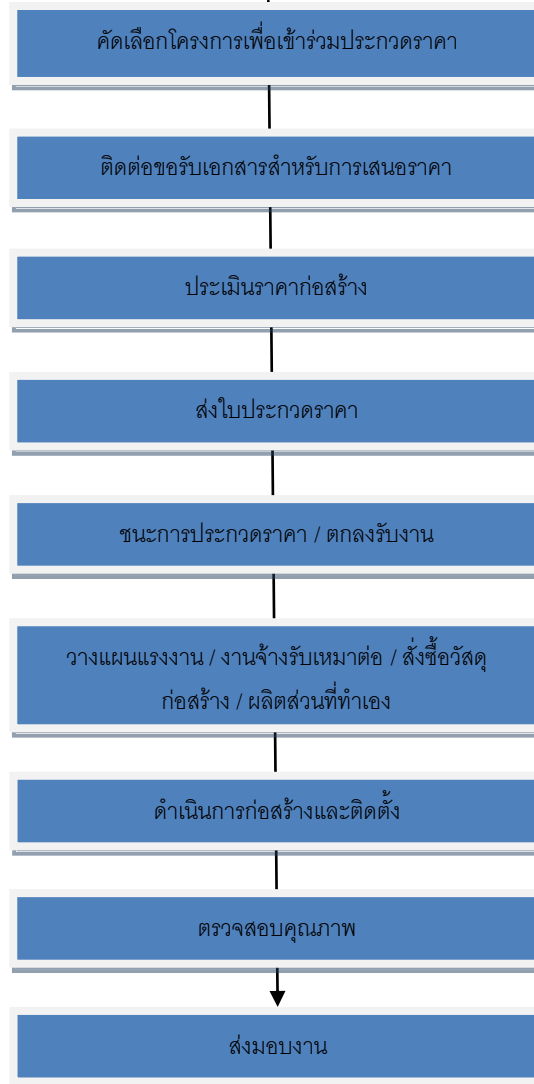 คัดเลือกโครงการเพื่อเข้าร่วมประกวดราคา
ติดต่อขอรับเอกสารสำหรับการเสนอราคา
ประเมินราคาก่อสร้าง
ส่งใบประกวดราคา
ชนะการประกวดราคา / ตกลงรับงาน
วางแผนแรงงาน / งานจ้างรับเหมาต่อ / สั่งซื้อวัสดุ
ก่อสร้าง / ผลิตส่วนที่ทำเอง
ดำเนินการก่อสร้างและติดตั้ง
ตรวจสอบคุณภาพ
ส่งมอบงาน